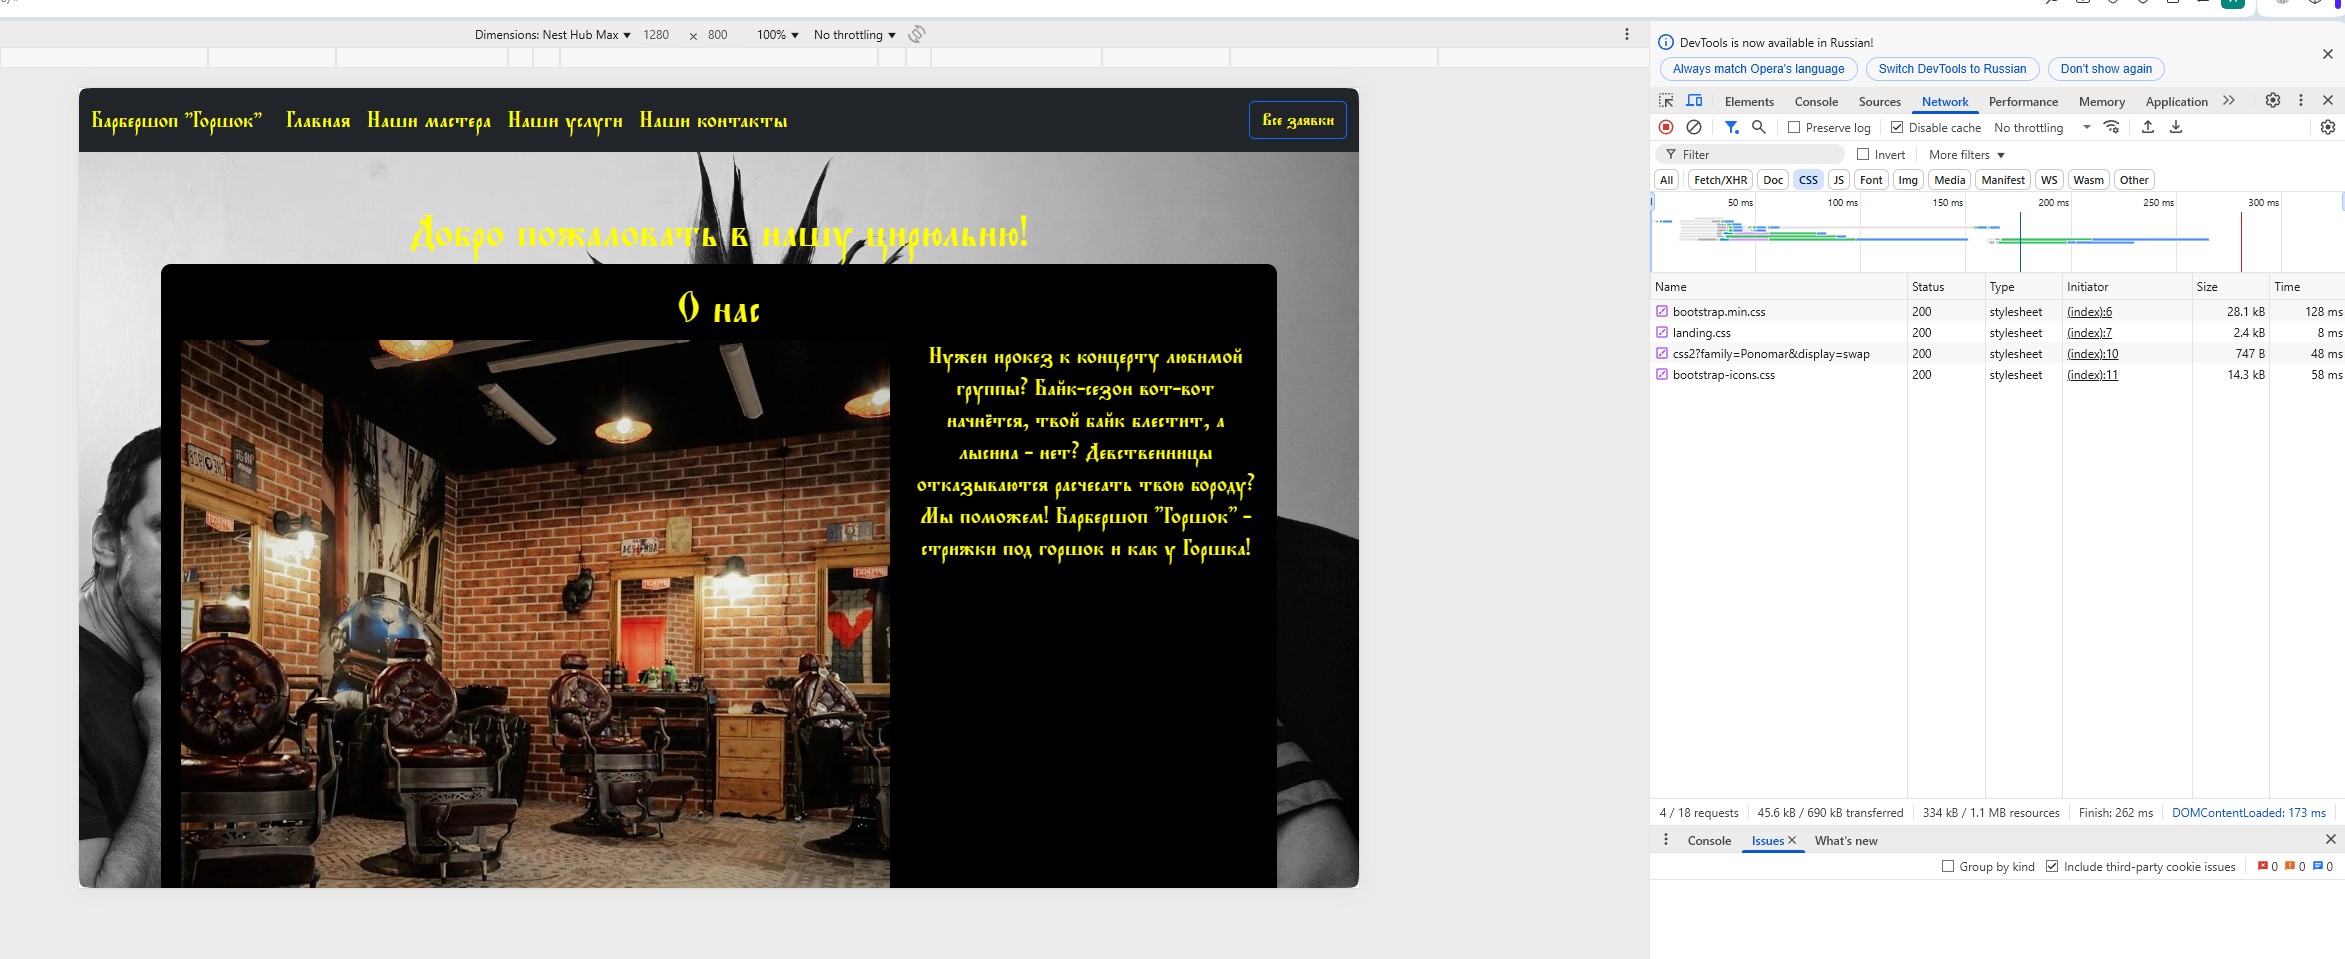 Dimensions: Nest Hub Max ▼ 1280 × 800 100% ▼ No throttling ▼
Барбершоп "Горшок" Главная Наши мастера Наши услуги Наши контакты Все заявки
Добро пожаловать в нашу цирюльню!
О нас
Нужен ирокез к концерту любимой
группы? Байк-сезон вот-вот
начнётся, твой байк блестит, а
лысина - нет? Девственницы
отказываются расчесать твою бороду?
Мы поможем! Барбершоп "Горшок" -
стрижки под горшок и как у Горшка!
DevTools is now available in Russian!
Always match Opera's language Switch DevTools to Russian Don't show again
Elements Console Sources Network Performance Memory Application
Preserve log Disable cache No throttling
Filter Invert More filters ▼
All Fetch/XHR Doc CSS JS Font Img Media Manifest WS Wasm Other
50 ms 100 ms 150 ms 200 ms 250 ms 300 ms
Name Status Type Initiator Size Time
bootstrap.min.css 200 stylesheet (index):6 28.1 kB 128 ms
landing.css 200 stylesheet (index):7 2.4 kB 8 ms
css2?family=Ponomar&display=swap 200 stylesheet (index):10 747 B 48 ms
bootstrap-icons.css 200 stylesheet (index):11 14.3 kB 58 ms
4 / 18 requests 45.6 kB / 690 kB transferred 334 kB / 1.1 MB resources Finish: 262 ms DOMContentLoaded: 173 ms
Console Issues What's new
Group by kind Include third-party cookie issues 0 0 0